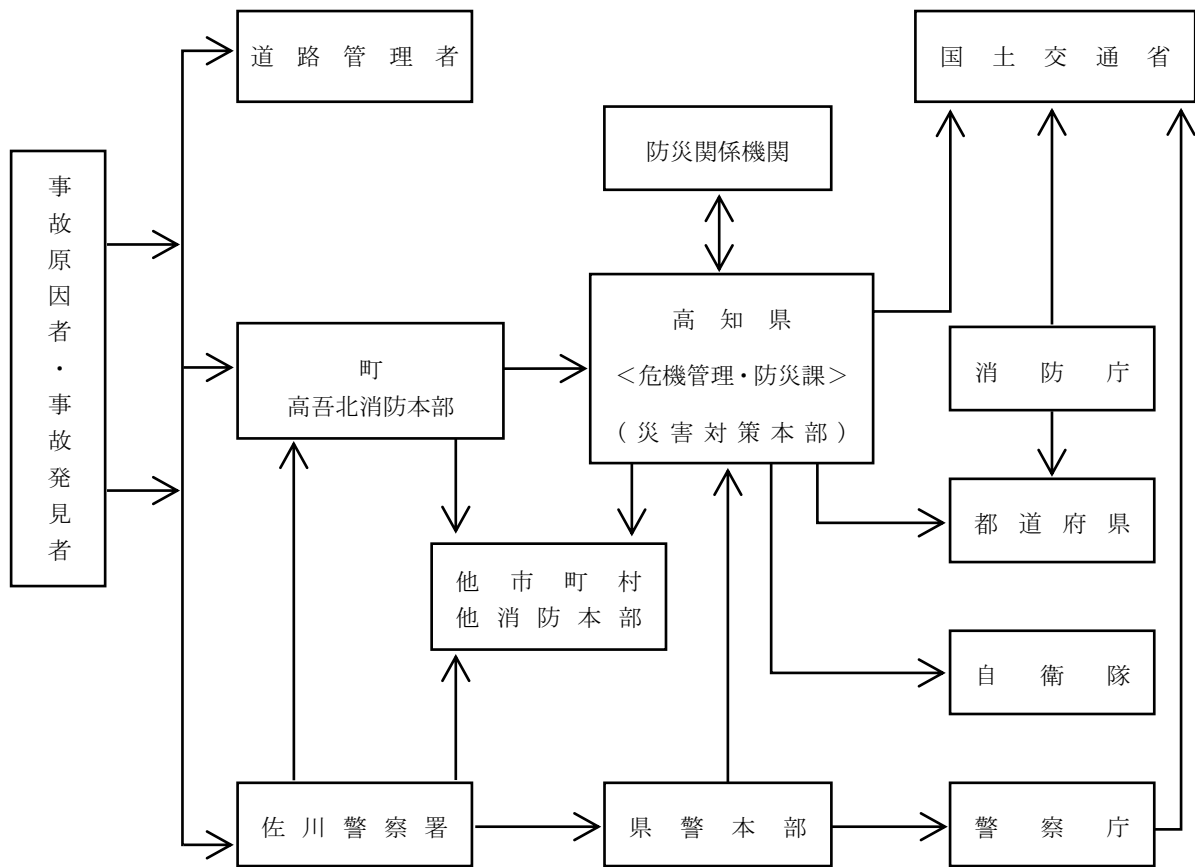 道路管理者
国土交通省
防災関係機関
事故原因者・事故発見者
高知県
＜危機管理・防災課＞
(災害対策本部)
町
高吾北消防本部
消防庁
都道府県
他市町村
他消防本部
自衛隊
佐川警察署
県警本部
警察庁